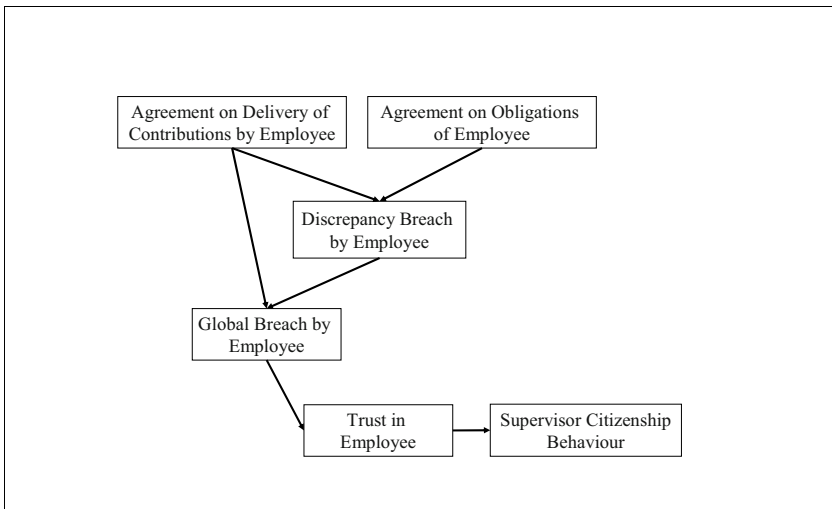 Agreement on Delivery of
Contributions by Employee
Agreement on Obligations
of Employee
Discrepancy Breach
by Employee
Global Breach by
Employee
Trust in
Employee
Supervisor Citizenship
Behaviour